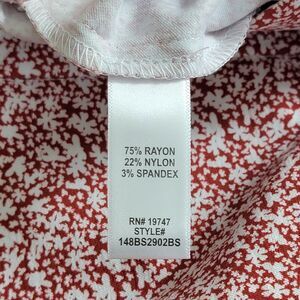 75% RAYON
22% NYLON
3% SPANDEX
RN# 19747
STYLE#
148BS2902BS